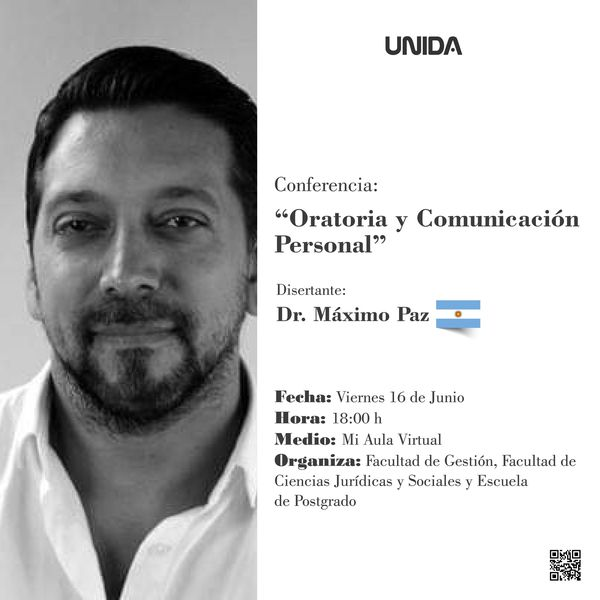 UNIDA
Conferencia:
“Oratoria y Comunicación
Personal”
Disertante:
Dr. Máximo Paz
Fecha: Viernes 16 de Junio
Hora: 18:00 h
Medio: Mi Aula Virtual
Organiza: Facultad de Gestión, Facultad de
Ciencias Jurídicas y Sociales y Escuela
de Postgrado